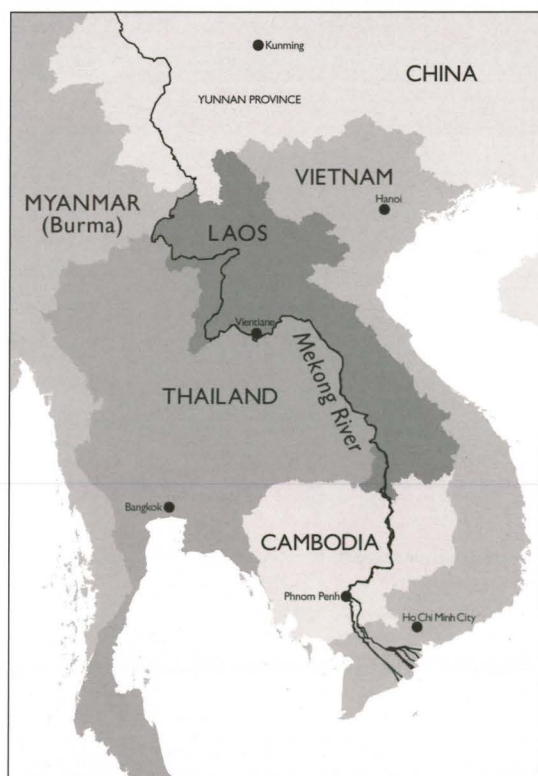 Kunming
CHINA
YUNNAN PROVINCE
VIETNAM
Hanoi
MYANMAR
(Burma)
LAOS
Vientiane
Mekong River
THAILAND
Bangkok
CAMBODIA
Phnom Penh
Ho Chi Minh City